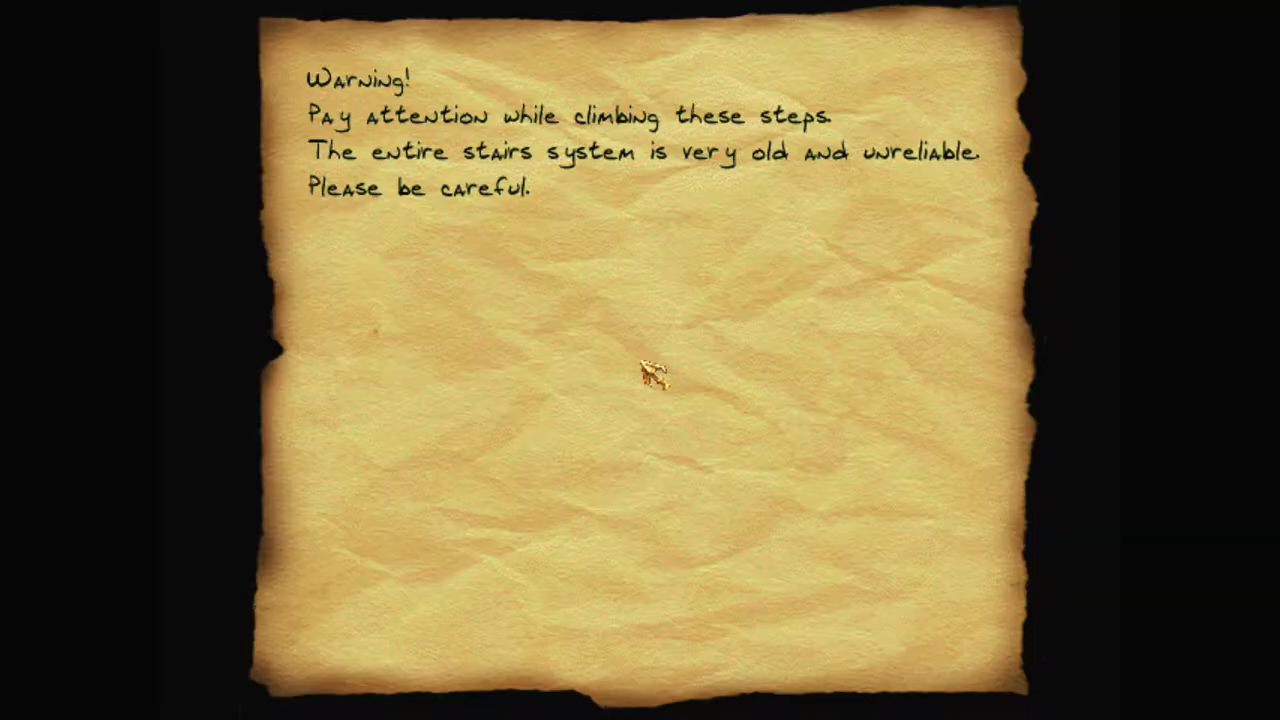 Warning!
Pay attention while climbing these steps.
The entire stairs system is very old and unreliable.
Please be careful.